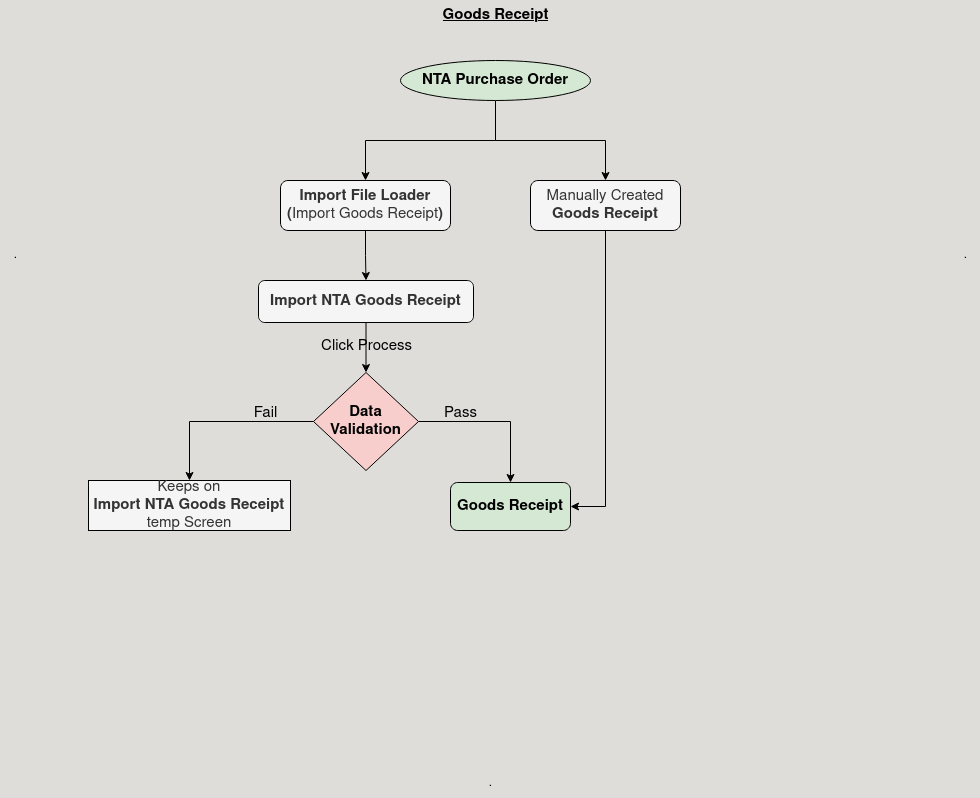 Goods Receipt
NTA Purchase Order
Import File Loader
(Import Goods Receipt)
Manually Created
Goods Receipt
Import NTA Goods Receipt
Click Process
Data
Validation
Fail
Pass
Keeps on
Import NTA Goods Receipt
temp Screen
Goods Receipt